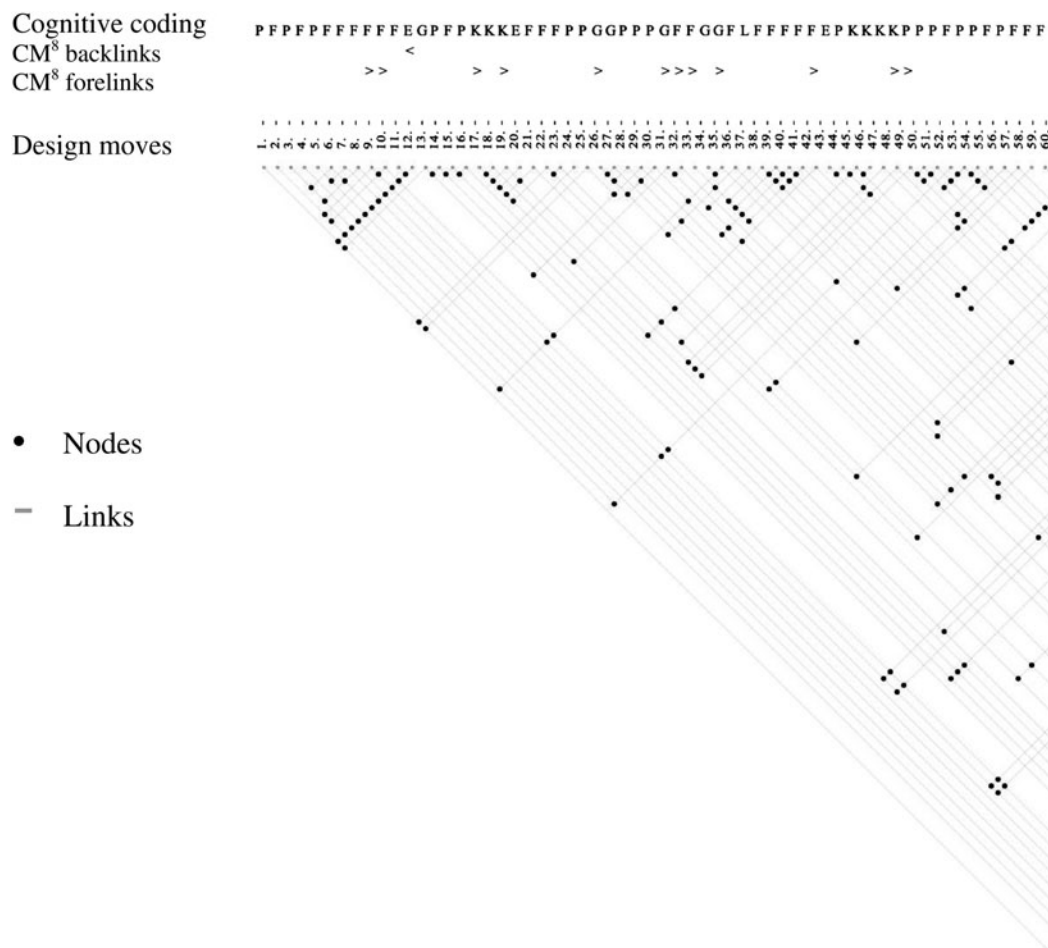 Cognitive coding P F P F P F F F F F F E G P F P K K K E F F F P P G G P P P G F F G G F L F F F F F E P K K K K P P P F P P F P F F F
CM⁸ backlinks <
CM⁸ forelinks > > > > > > > > > > > >
Design moves 1. 2. 3. 4. 5. 6. 7. 8. 9. 10. 11. 12. 13. 14. 15. 16. 17. 18. 19. 20. 21. 22. 23. 24. 25. 26. 27. 28. 29. 30. 31. 32. 33. 34. 35. 36. 37. 38. 39. 40. 41. 42. 43. 44. 45. 46. 47. 48. 49. 50. 51. 52. 53. 54. 55. 56. 57. 58. 59. 60.
Nodes
Links